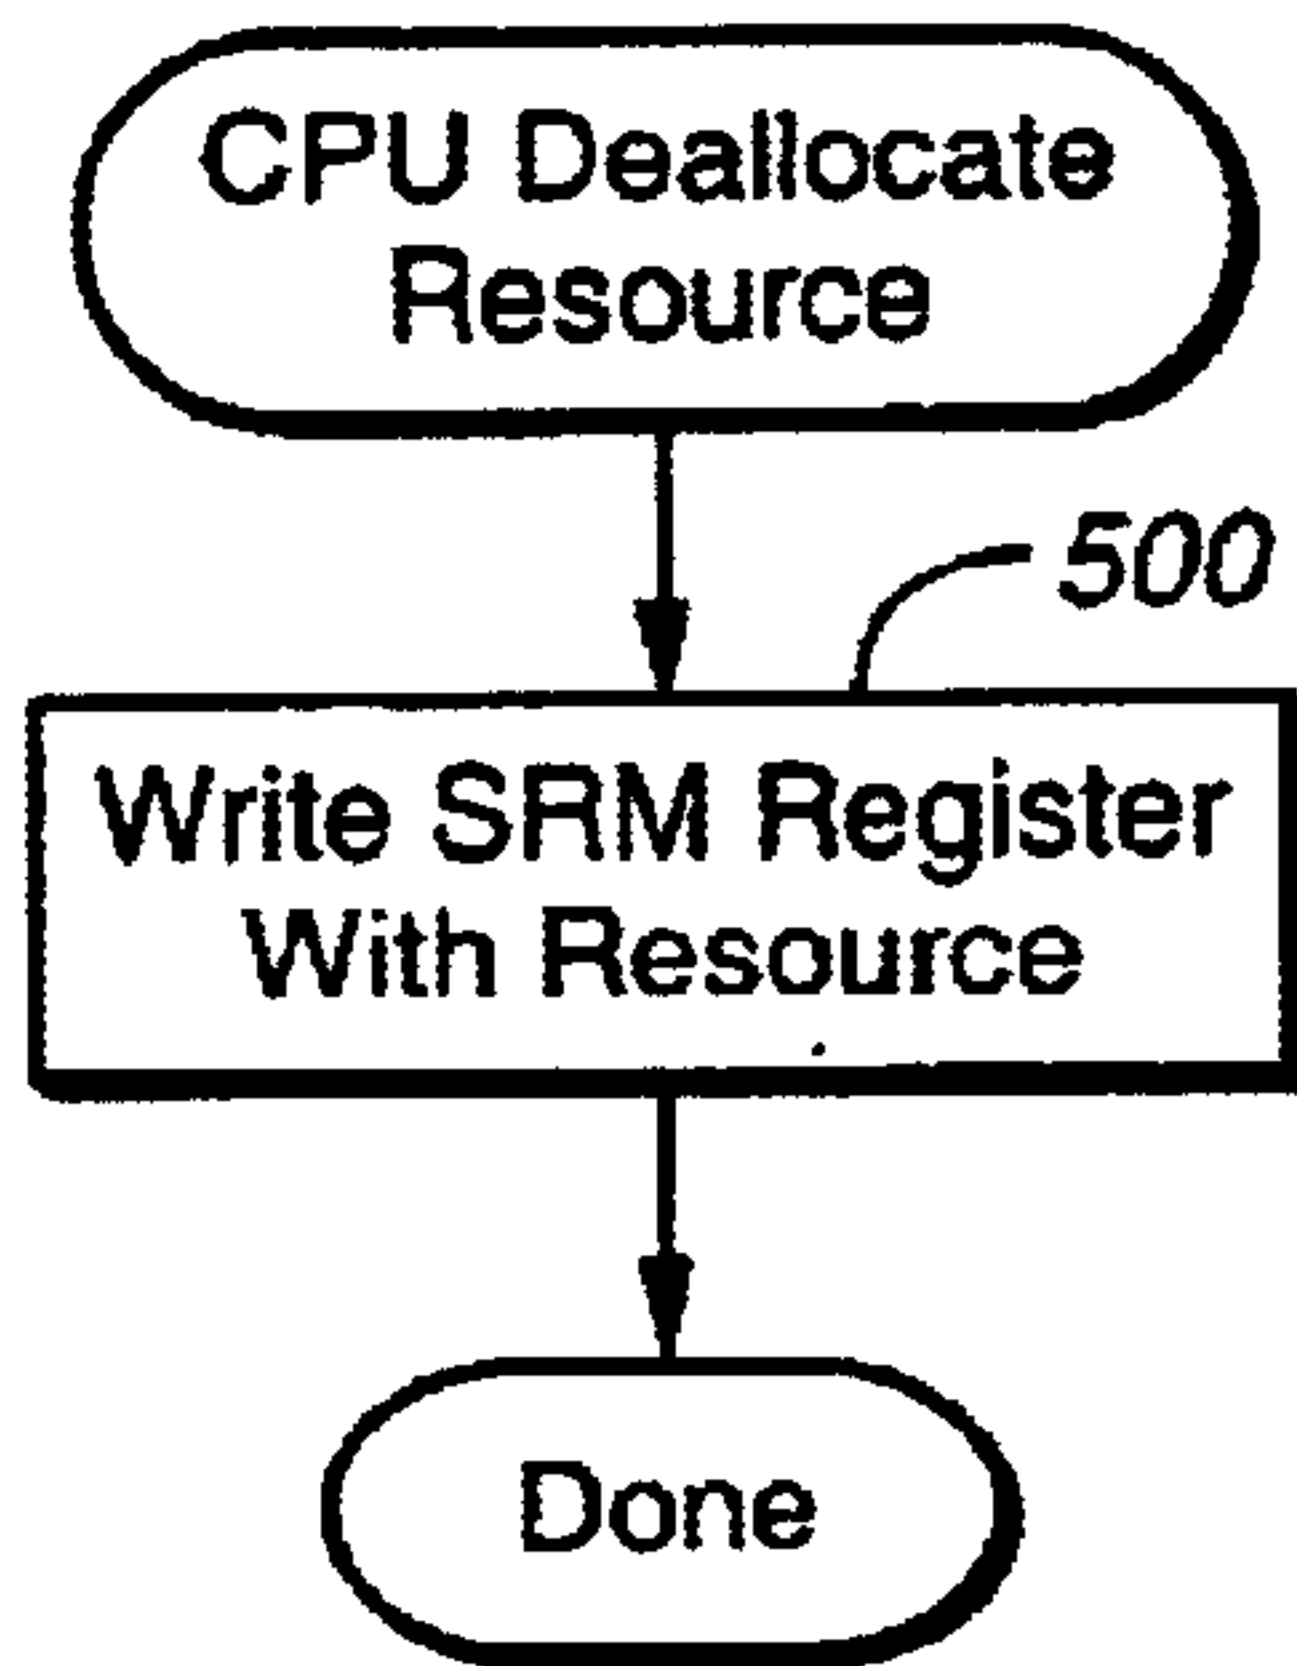 CPU Deallocate
Resource
500
Write SRM Register
With Resource
Done